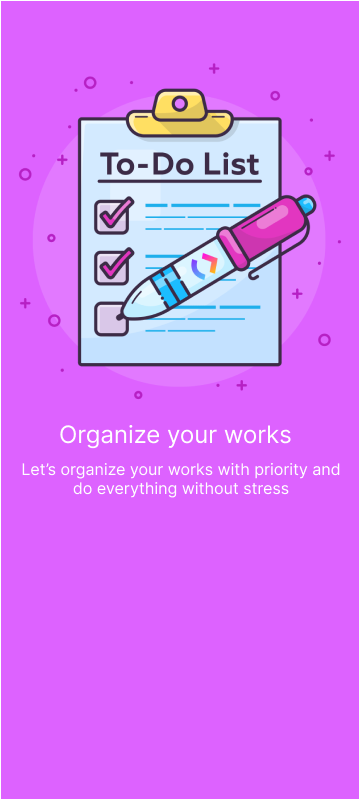 To-Do List
Organize your works
Let's organize your works with priority and
do everything without stress